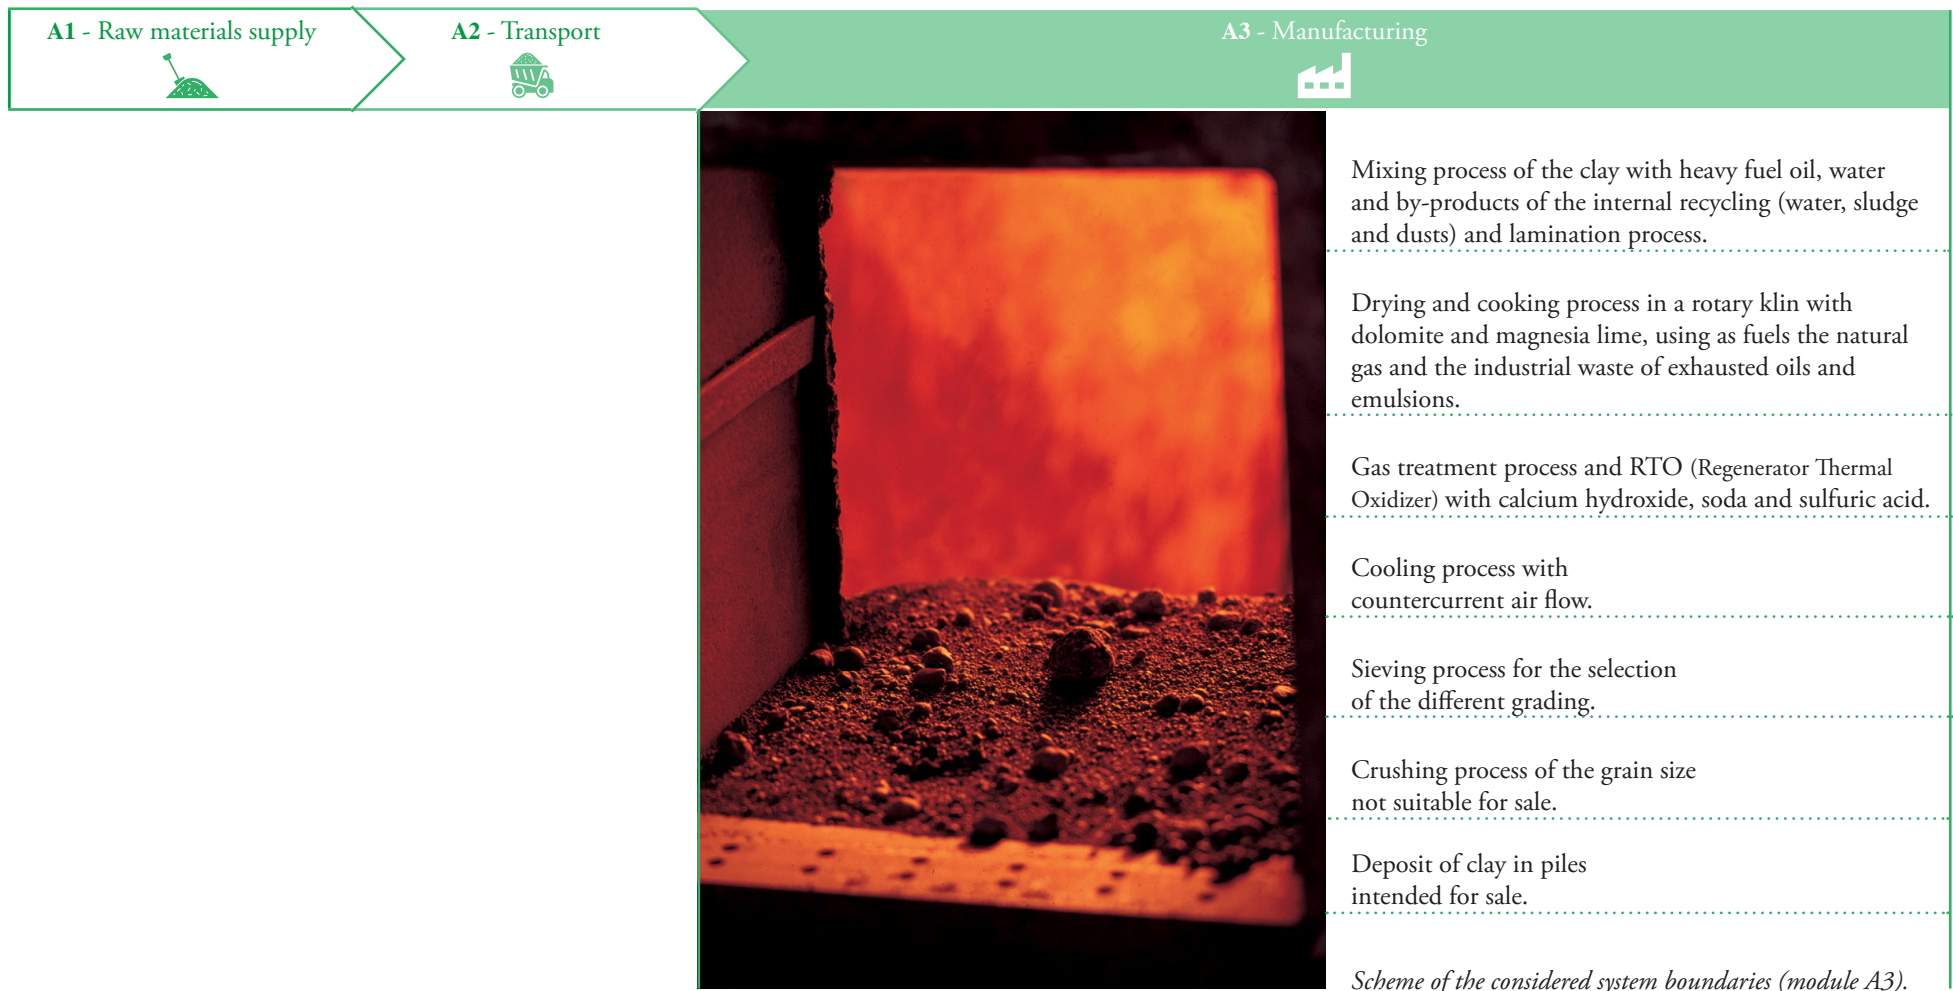 A1 - Raw materials supply
A2 - Transport
A3 - Manufacturing
Mixing process of the clay with heavy fuel oil, water
and by-products of the internal recycling (water, sludge
and dusts) and lamination process.
Drying and cooking process in a rotary klin with
dolomite and magnesia lime, using as fuels the natural
gas and the industrial waste of exhausted oils and
emulsions.
Gas treatment process and RTO (Regenerator Thermal
Oxidizer) with calcium hydroxide, soda and sulfuric acid.
Cooling process with
countercurrent air flow.
Sieving process for the selection
of the different grading.
Crushing process of the grain size
not suitable for sale.
Deposit of clay in piles
intended for sale.
Scheme of the considered system boundaries (module A3).